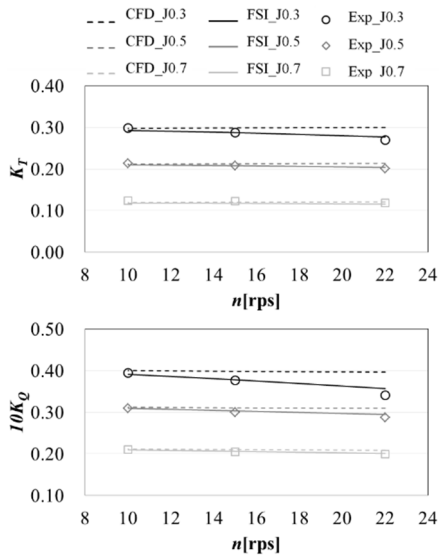 CFD_J0.3 FSI_J0.3 Exp_J0.3
CFD_J0.5 FSI_J0.5 Exp_J0.5
CFD_J0.7 FSI_J0.7 Exp_J0.7
0.40
0.30
0.20
0.10
0.00
K_T
8 10 12 14 16 18 20 22 24
n[rps]
0.50
0.40
0.30
0.20
0.10
10K_Q
8 10 12 14 16 18 20 22 24
n[rps]